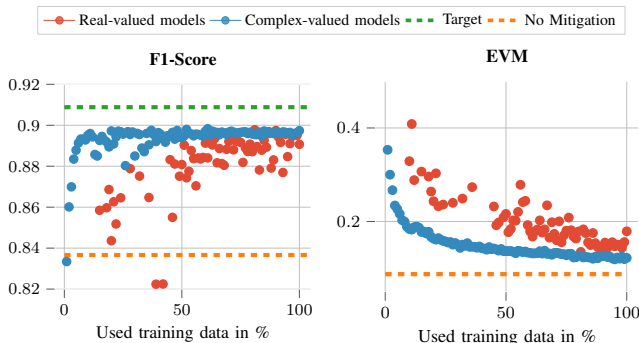 Real-valued models Complex-valued models Target No Mitigation
F1-Score
0.92
0.9
0.88
0.86
0.84
0.82
0 50 100
Used training data in %
EVM
0.4
0.2
0 50 100
Used training data in %